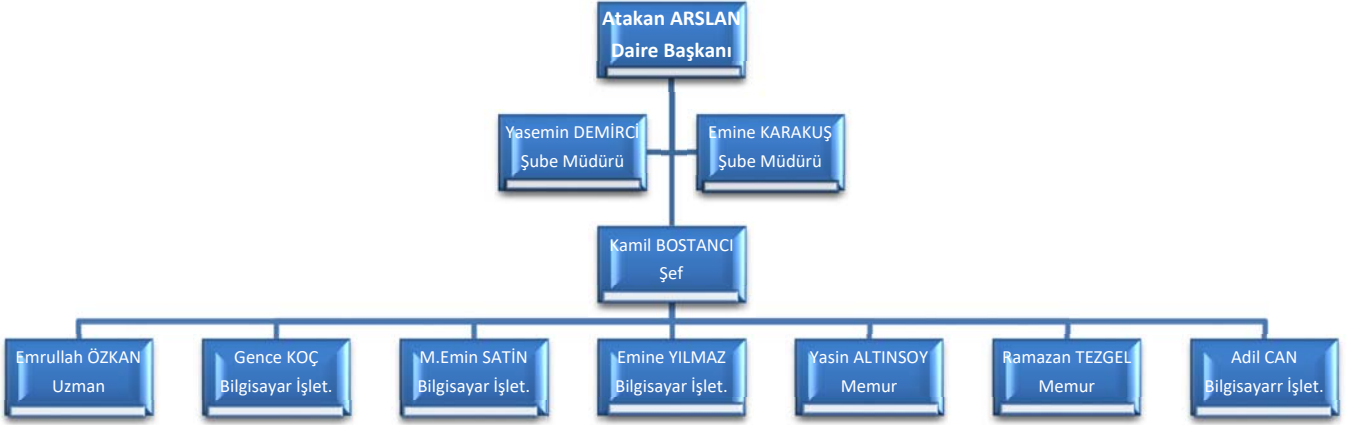 Atakan ARSLAN
Daire Başkanı
Yasemin DEMİRCİ
Şube Müdürü
Emine KARAKUŞ
Şube Müdürü
Kamil BOSTANCI
Şef
Emrullah ÖZKAN
Uzman
Gence KOÇ
Bilgisayar İşlet.
M.Emin SATİN
Bilgisayar İşlet.
Emine YILMAZ
Bilgisayar İşlet.
Yasin ALTINSOY
Memur
Ramazan TEZGEL
Memur
Adil CAN
Bilgisayarr İşlet.